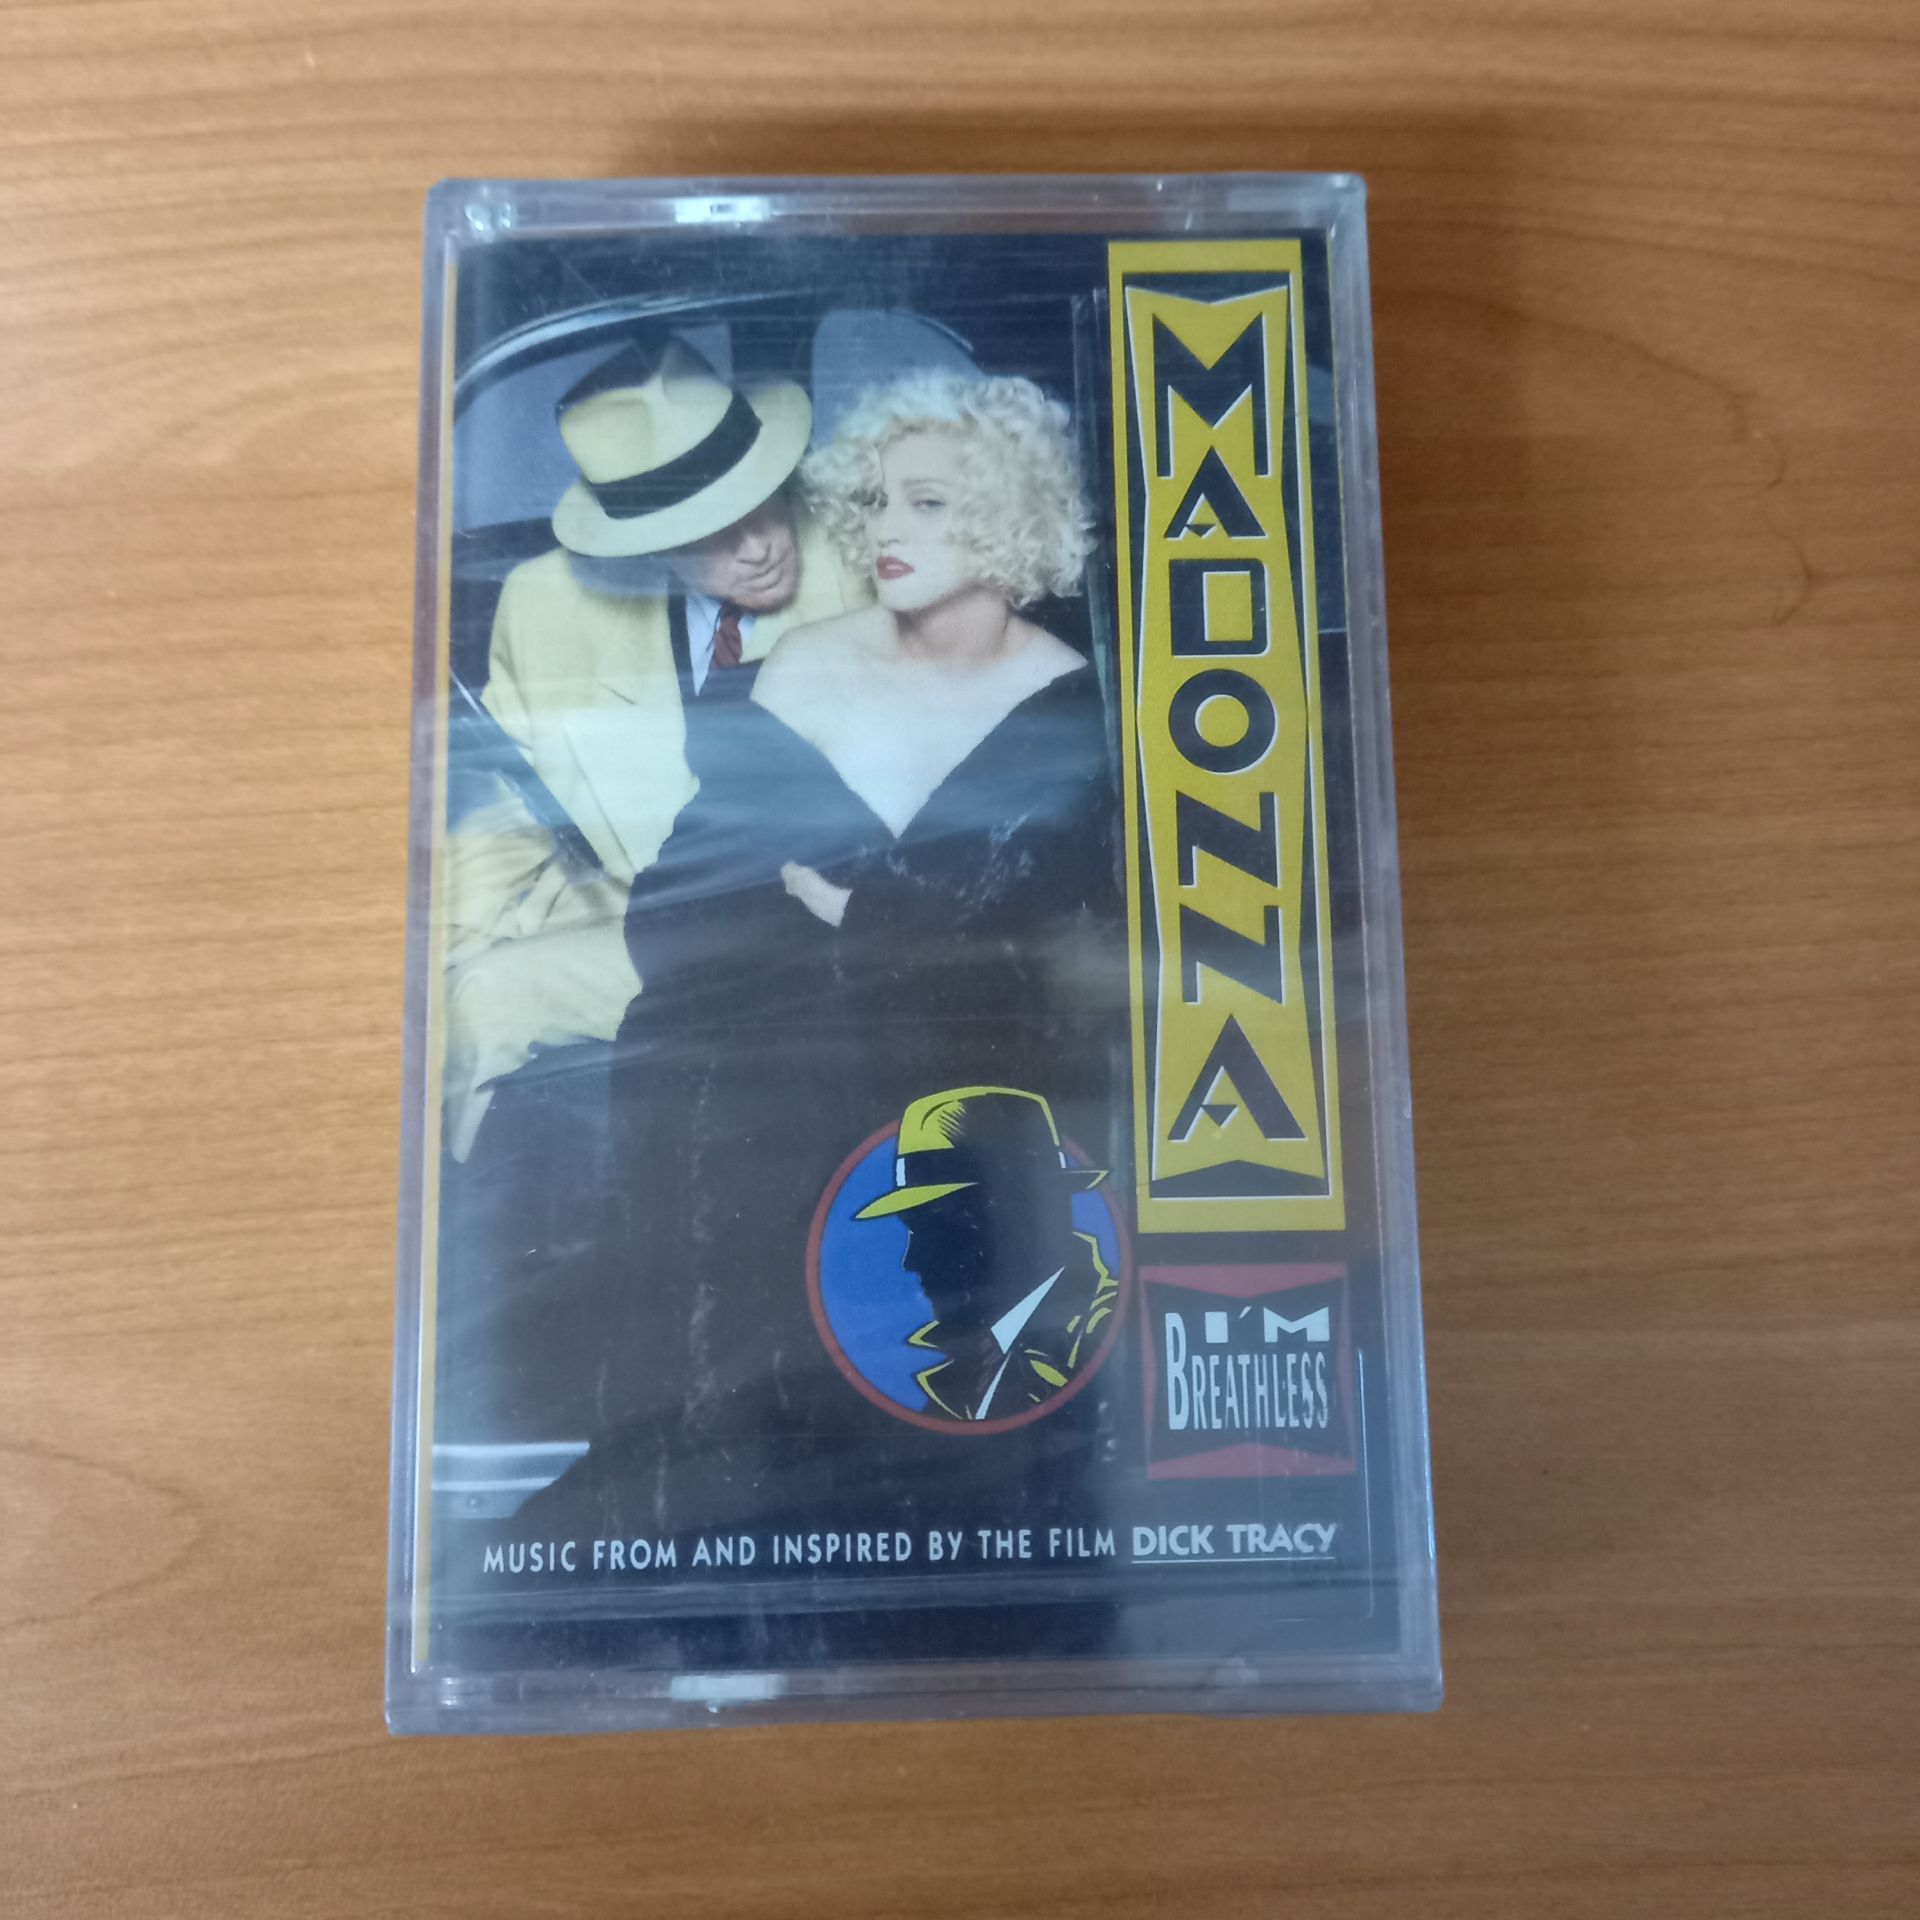 MADONNA
I'M
BREATHLESS
MUSIC FROM AND INSPIRED BY THE FILM DICK TRACY